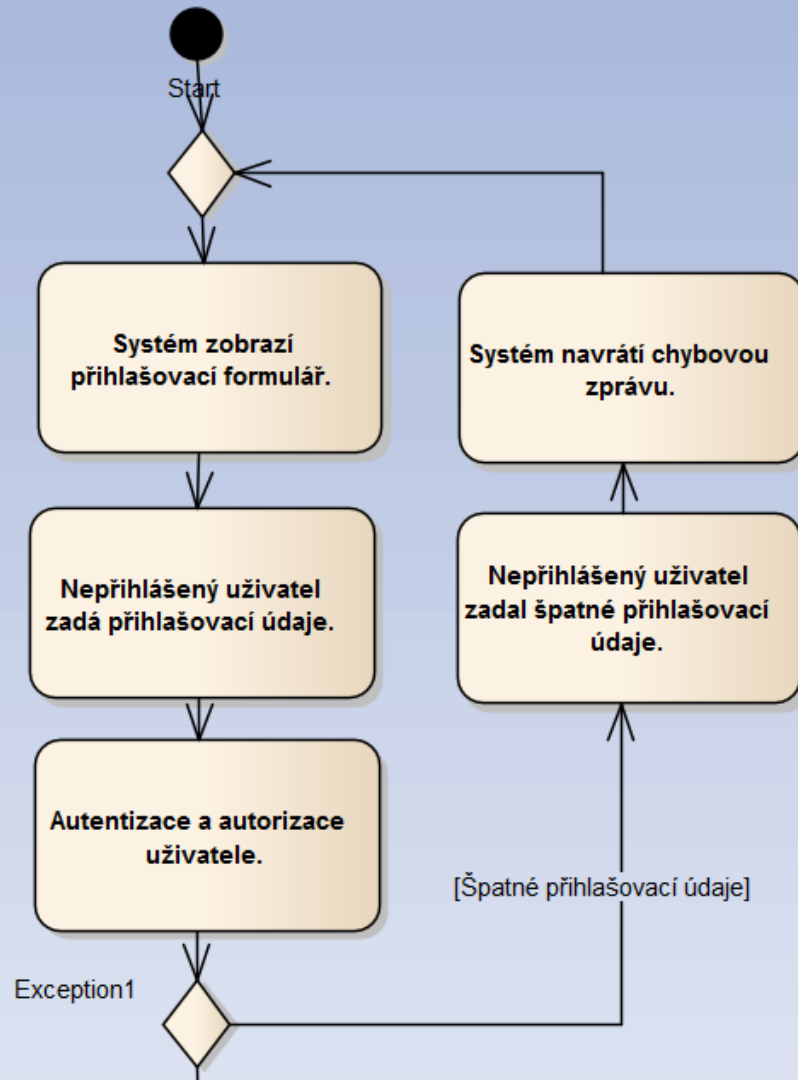 Start
Systém zobrazí
přihlašovací formulář.
Systém navrátí chybovou
zprávu.
Nepřihlášený uživatel
zadá přihlašovací údaje.
Nepřihlášený uživatel
zadal špatné přihlašovací
údaje.
Autentizace a autorizace
uživatele.
[Špatné přihlašovací údaje]
Exception1